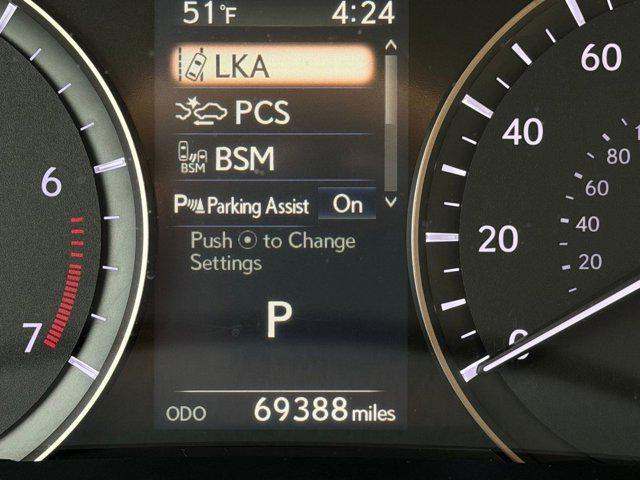 51°F 4:24
LKA
PCS
BSM BSM
P Parking Assist On
Push ⊙ to Change
Settings
P
ODO 69388 miles
6
7
60
40
20
0
80
60
40
20